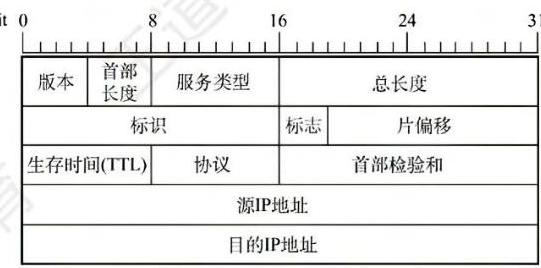 it 0 8 16 24 31
版本 首部长度 服务类型 总长度
标识 标志 片偏移
生存时间(TTL) 协议 首部检验和
源IP地址
目的IP地址